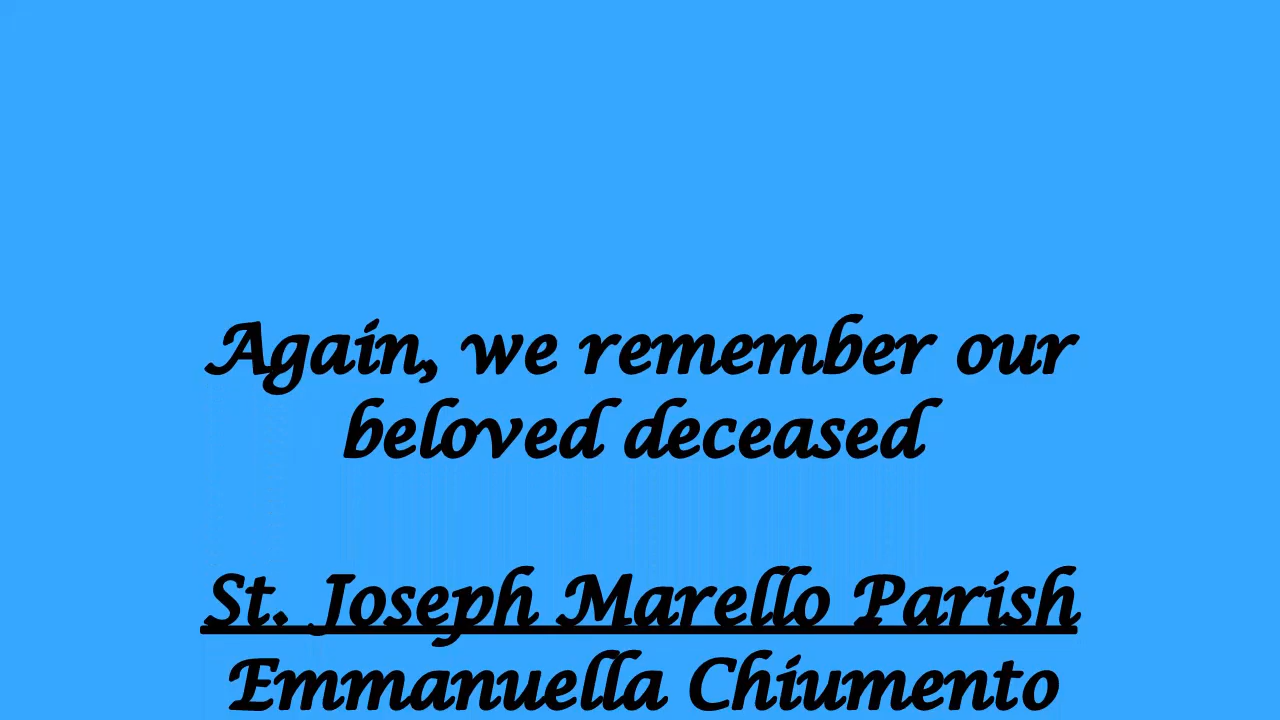 Again, we remember our
beloved deceased
St. Joseph Marello Parish
Emmanuella Chiumento